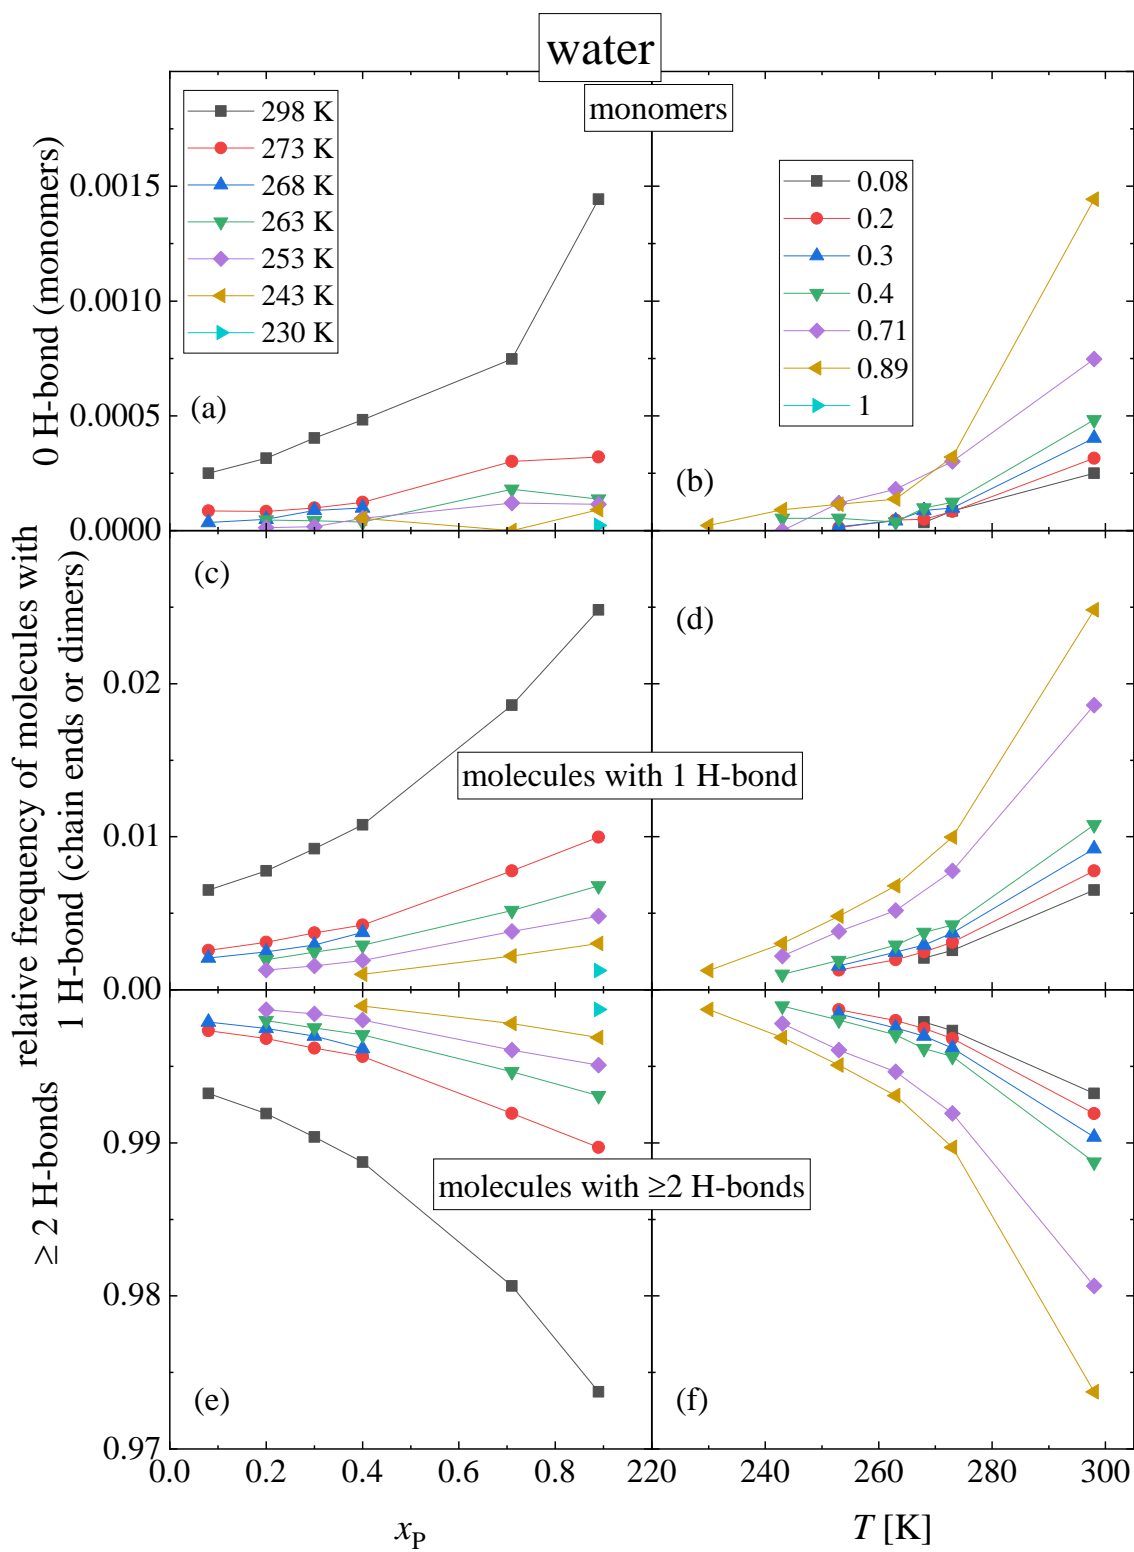 water
monomers
298 K
273 K
268 K
263 K
253 K
243 K
230 K
0.08
0.2
0.3
0.4
0.71
0.89
1
0.0015
0.0010
0.0005
0.0000
0 H-bond (monomers)
(a)
(b)
(c)
(d)
0.02
0.01
0.00
relative frequency of molecules with
1 H-bond (chain ends or dimers)
molecules with 1 H-bond
≥ 2 H-bonds
0.99
0.98
0.97
molecules with ≥2 H-bonds
(e)
(f)
0.0 0.2 0.4 0.6 0.8 220 240 260 280 300
xP
T [K]